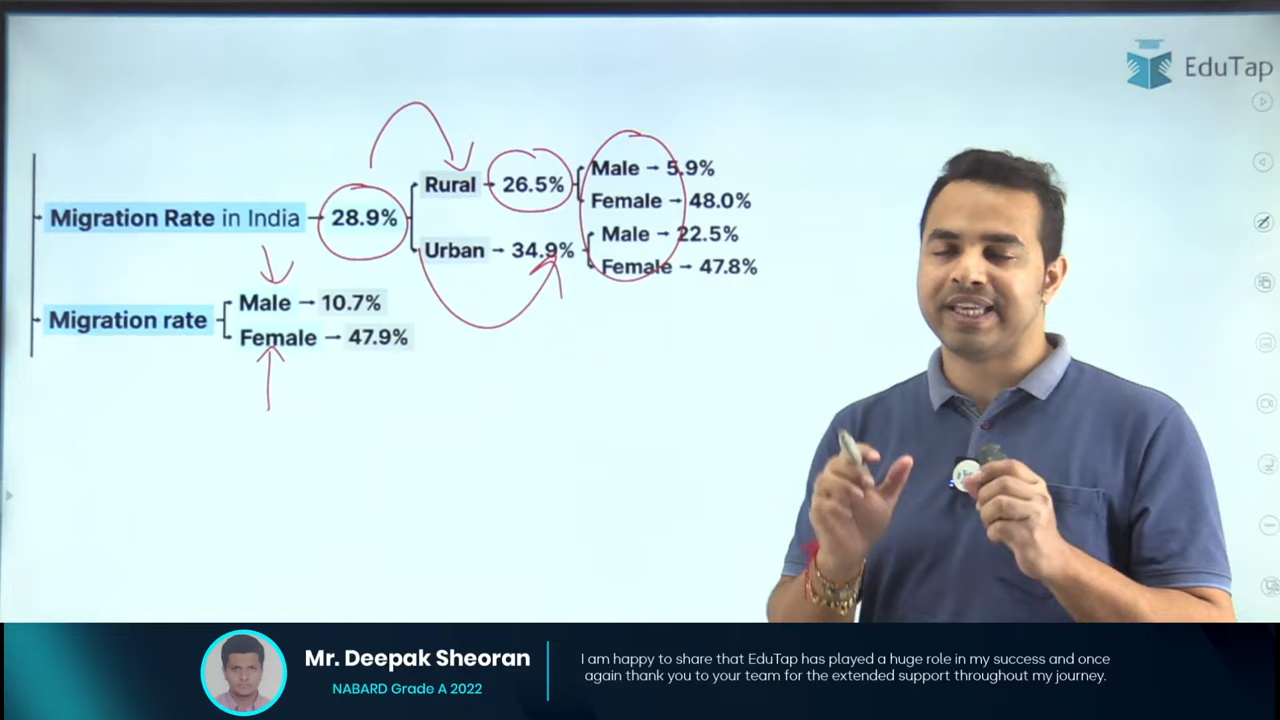 EduTap
Male → 5.9%
Rural → 26.5%
Female → 48.0%
Migration Rate in India → 28.9%
Male → 22.5%
Urban → 34.9%
Female → 47.8%
Male → 10.7%
Migration rate
Female → 47.9%
Mr. Deepak Sheoran
NABARD Grade A 2022
I am happy to share that EduTap has played a huge role in my success and once
again thank you to your team for the extended support throughout my journey.